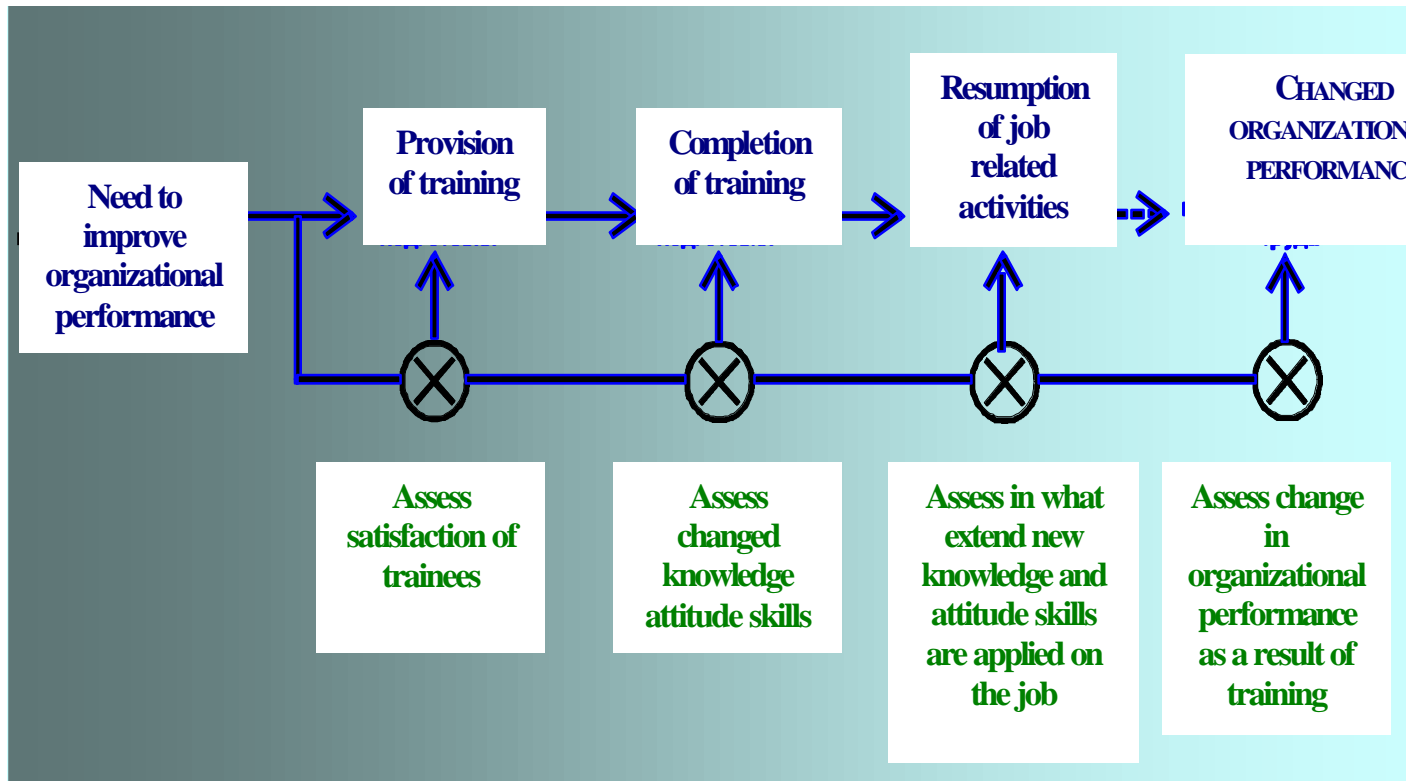 Need to
improve
organizational
performance
Provision
of training
Completion
of training
Resumption
of job
related
activities
CHANGED
ORGANIZATION
PERFORMANC
Assess
satisfaction of
trainees
Assess
changed
knowledge
attitude skills
Assess in what
extend new
knowledge and
attitude skills
are applied on
the job
Assess change
in
organizational
performance
as a result of
training